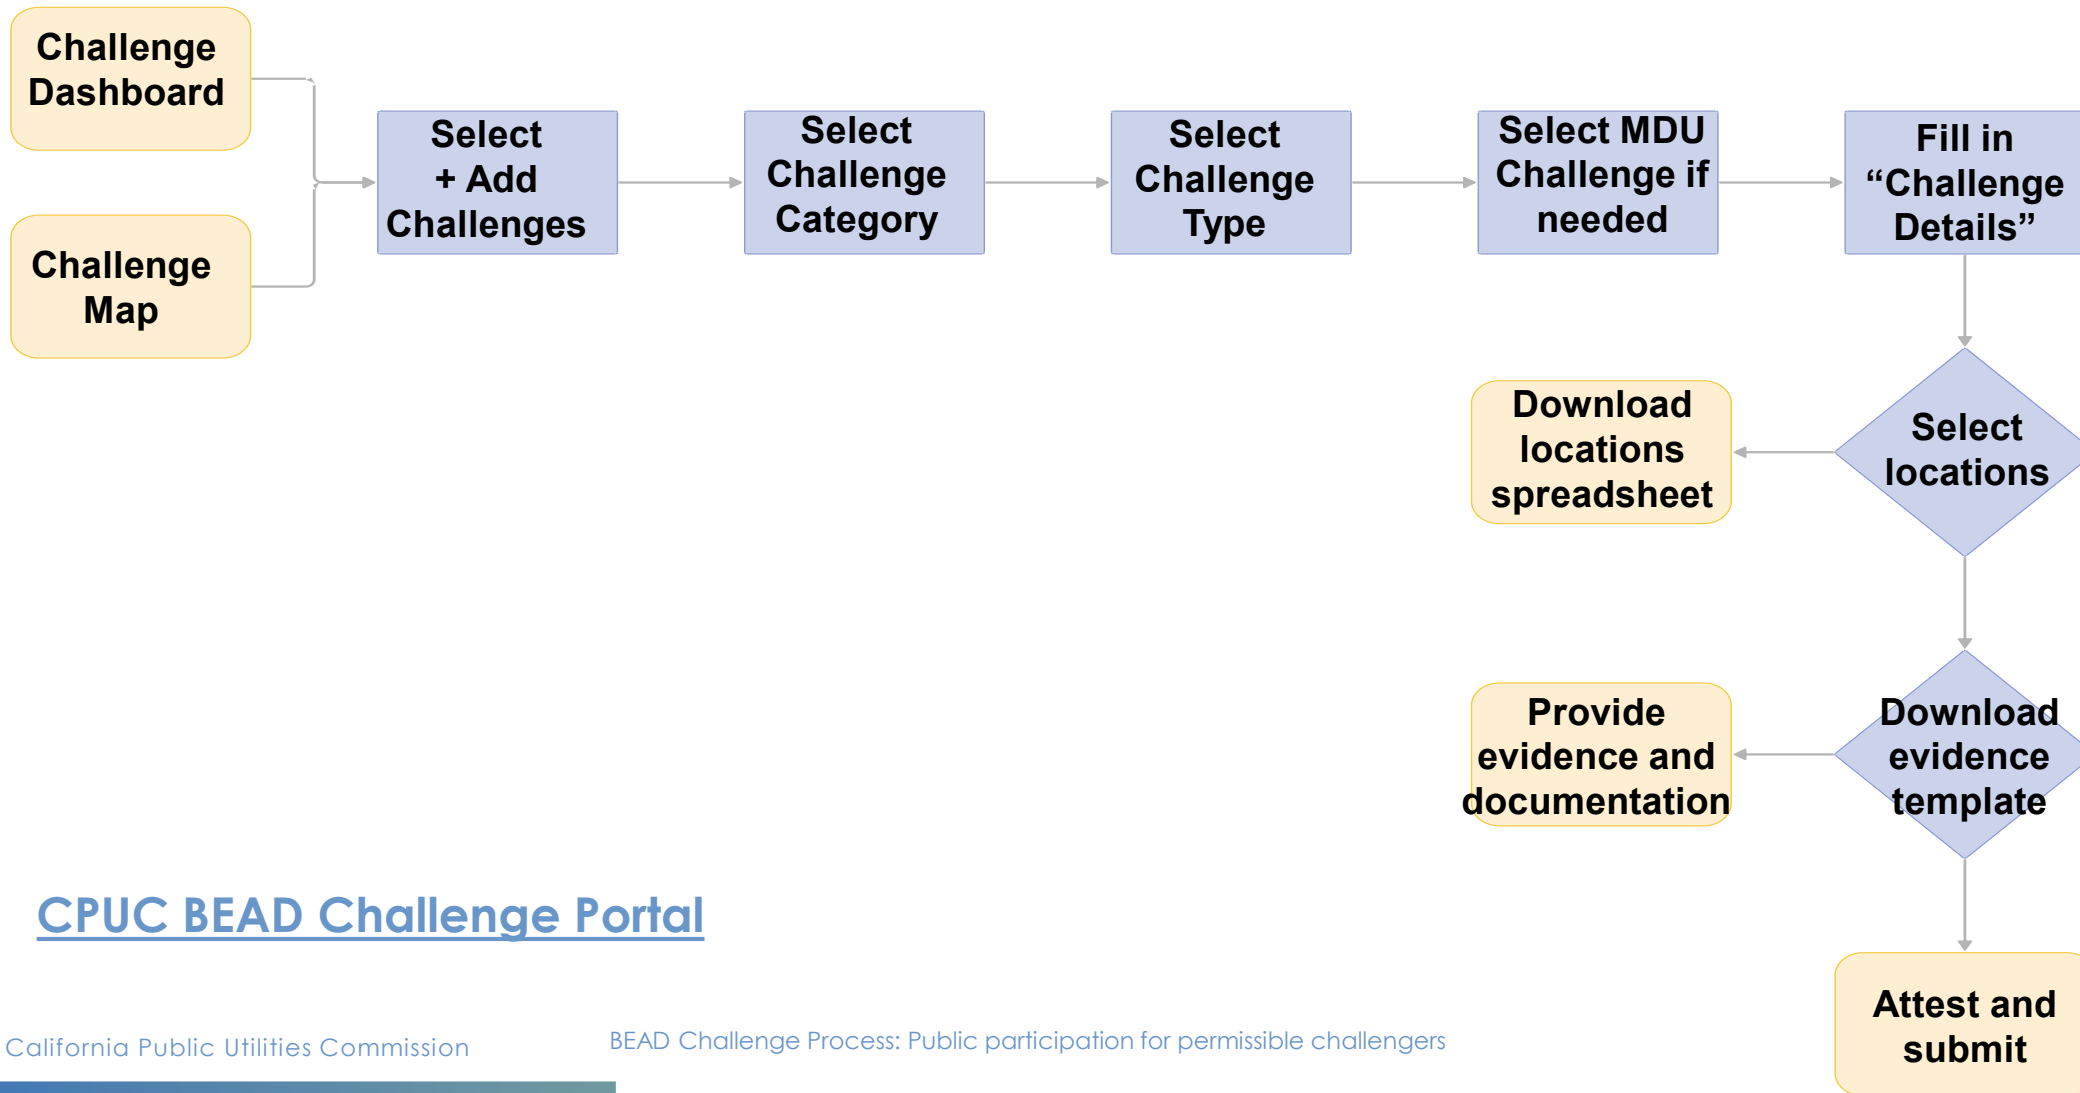 Challenge
Dashboard
Challenge
Map
Select
+ Add
Challenges
Select
Challenge
Category
Select
Challenge
Type
Select MDU
Challenge if
needed
Fill in
“Challenge
Details”
Download
locations
spreadsheet
Select
locations
Provide
evidence and
documentation
Download
evidence
template
Attest and
submit
CPUC BEAD Challenge Portal
California Public Utilities Commission
BEAD Challenge Process: Public participation for permissible challengers